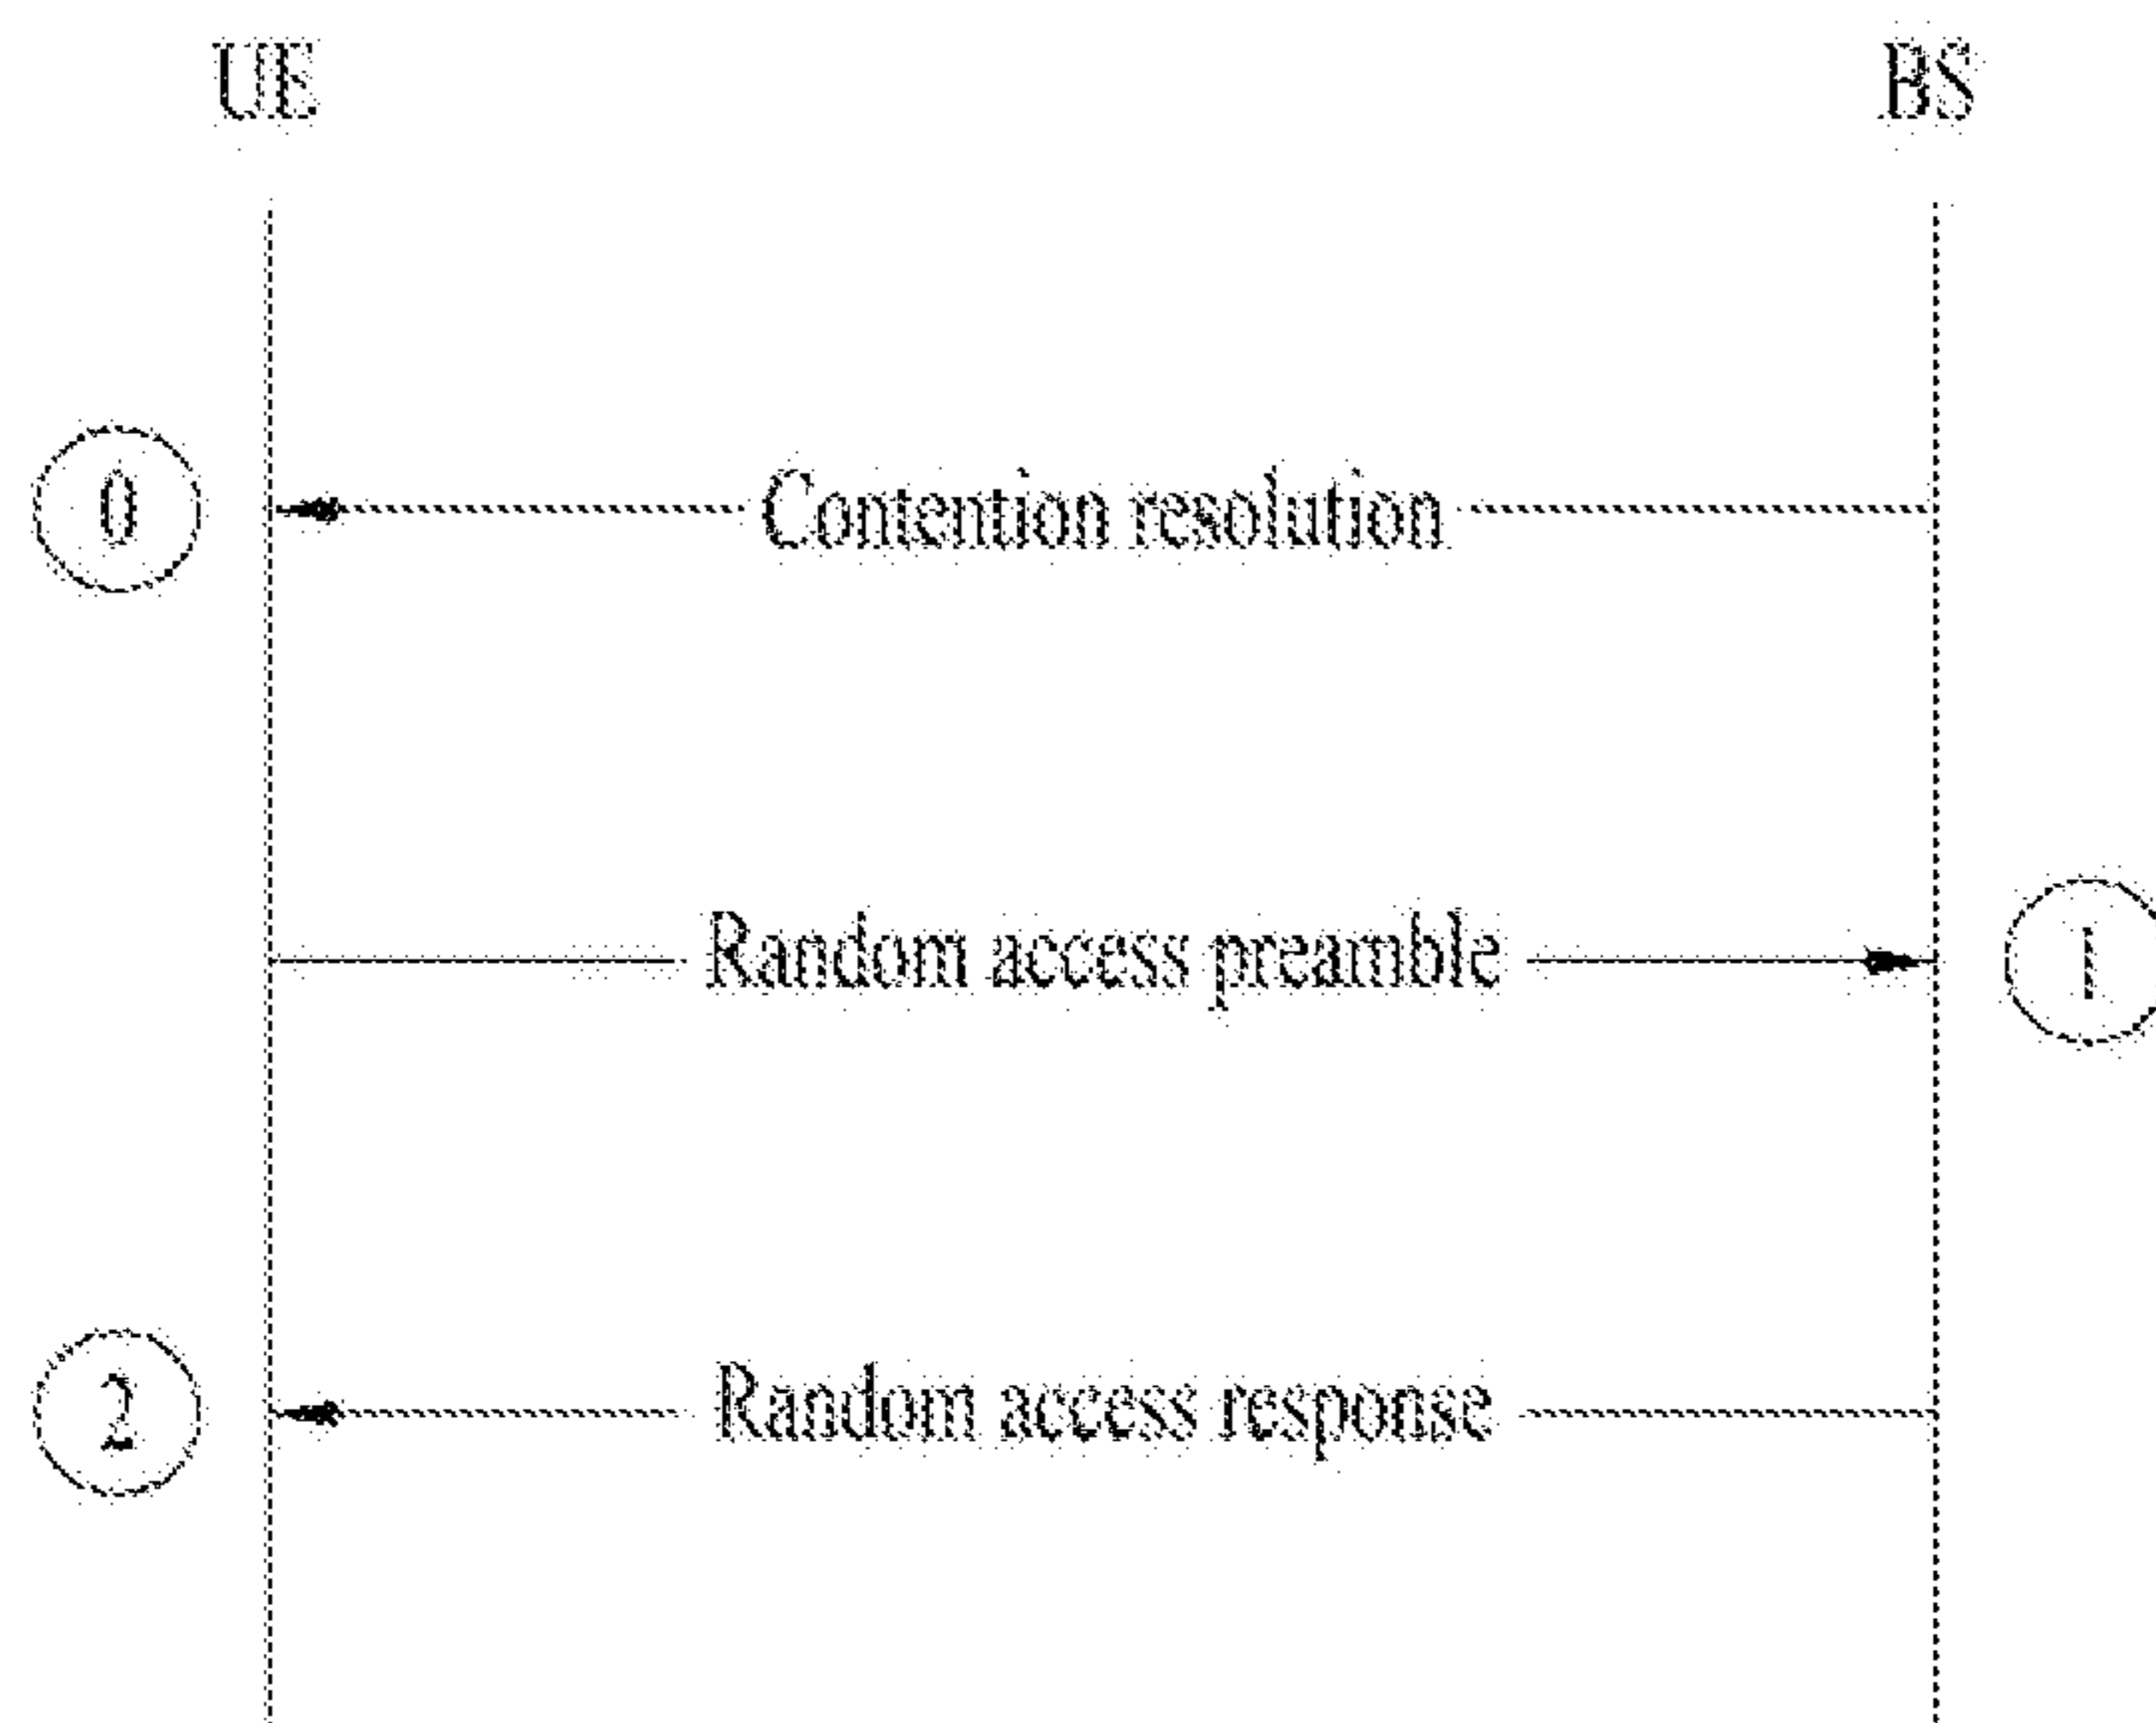 UE BS
0 Contention resolution
Random access preamble 1
2 Random access response